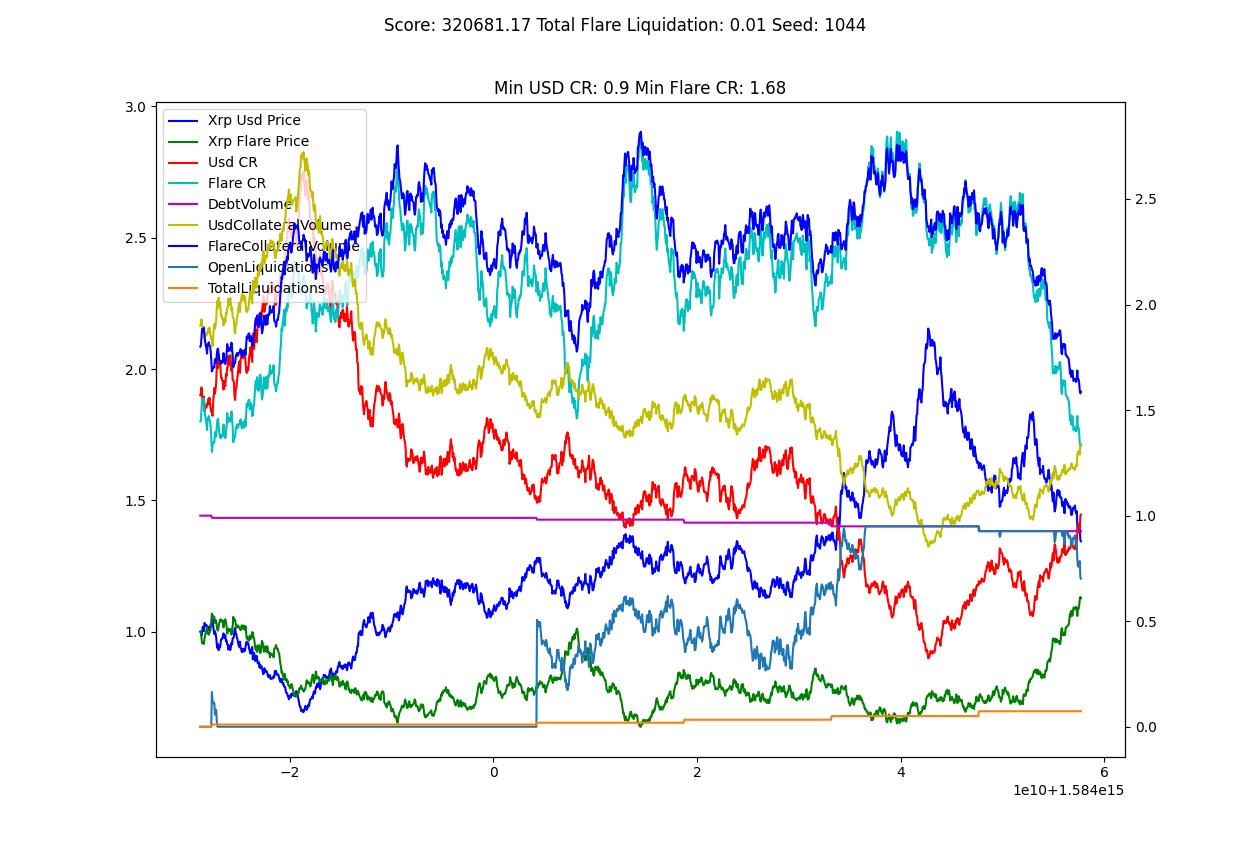 Score: 320681.17 Total Flare Liquidation: 0.01 Seed: 1044
Min USD CR: 0.9 Min Flare CR: 1.68
Xrp Usd Price
Xrp Flare Price
Usd CR
Flare CR
DebtVolume
UsdCollateralVolume
FlareCollateralVolume
OpenLiquidations
TotalLiquidations
3.0
2.5
2.0
1.5
1.0
2.5
2.0
1.5
1.0
0.5
0.0
−2
0
2
4
6
1e10+1.584e15